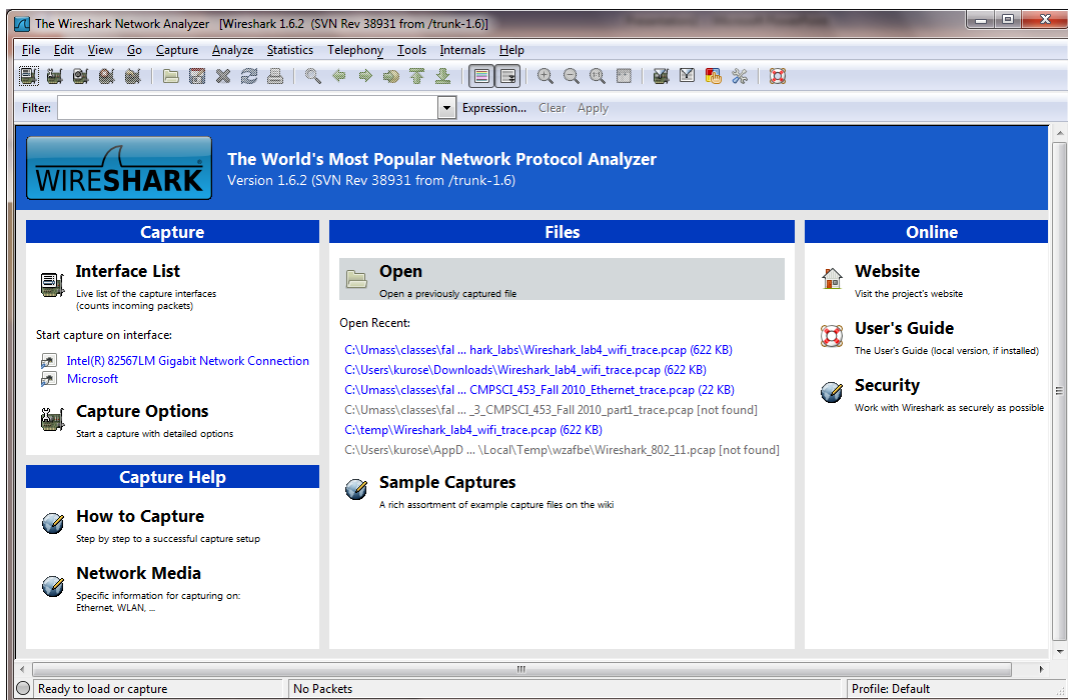 The Wireshark Network Analyzer [Wireshark 1.6.2 (SVN Rev 38931 from /trunk-1.6)]
File Edit View Go Capture Analyze Statistics Telephony Tools Internals Help
Filter: Expression... Clear Apply
WIRESHARK
The World's Most Popular Network Protocol Analyzer
Version 1.6.2 (SVN Rev 38931 from /trunk-1.6)
Capture
Interface List
Live list of the capture interfaces
(counts incoming packets)
Start capture on interface:
Intel(R) 82567LM Gigabit Network Connection
Microsoft
Capture Options
Start a capture with detailed options
Capture Help
How to Capture
Step by step to a successful capture setup
Network Media
Specific information for capturing on:
Ethernet, WLAN, ...
Files
Open
Open a previously captured file
Open Recent:
C:\Umass\classes\fal ... hark_labs\Wireshark_lab4_wifi_trace.pcap (622 KB)
C:\Users\kurose\Downloads\Wireshark_lab4_wifi_trace.pcap (622 KB)
C:\Umass\classes\fal ... CMPSCI_453_Fall 2010_Ethernet_trace.pcap (22 KB)
C:\Umass\classes\fal ... _3_CMPSCI_453_Fall 2010_part1_trace.pcap [not found]
C:\temp\Wireshark_lab4_wifi_trace.pcap (622 KB)
C:\Users\kurose\AppD ... \Local\Temp\wzafbe\Wireshark_802_11.pcap [not found]
Sample Captures
A rich assortment of example capture files on the wiki
Online
Website
Visit the project's website
User's Guide
The User's Guide (local version, if installed)
Security
Work with Wireshark as securely as possible
Ready to load or capture
No Packets
Profile: Default